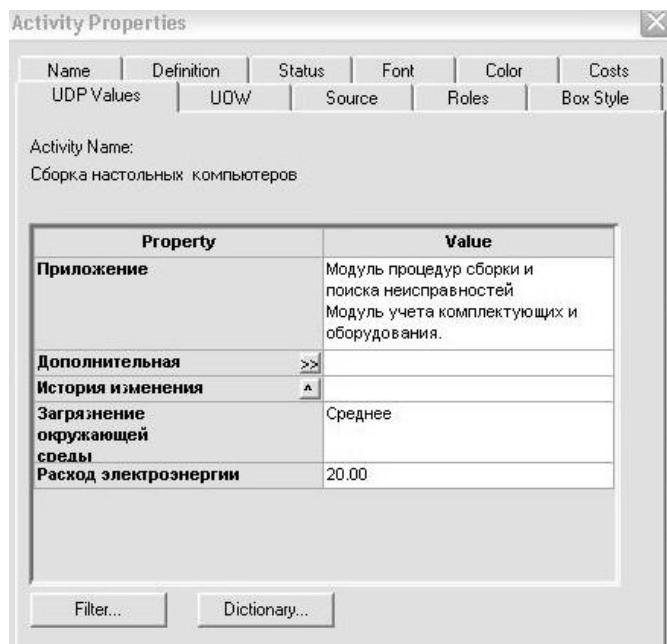 Activity Properties
Name Definition Status Font Color Costs
UDP Values UOW Source Roles Box Style
Activity Name:
Сборка настольных компьютеров
Property Value
Приложение Модуль процедур сборки и
поиска неисправностей
Модуль учета комплектующих и
оборудования.
Дополнительная >>
История изменения ^
Загрязнение Среднее
окружающей
среды
Расход электроэнергии 20.00
Filter... Dictionary...